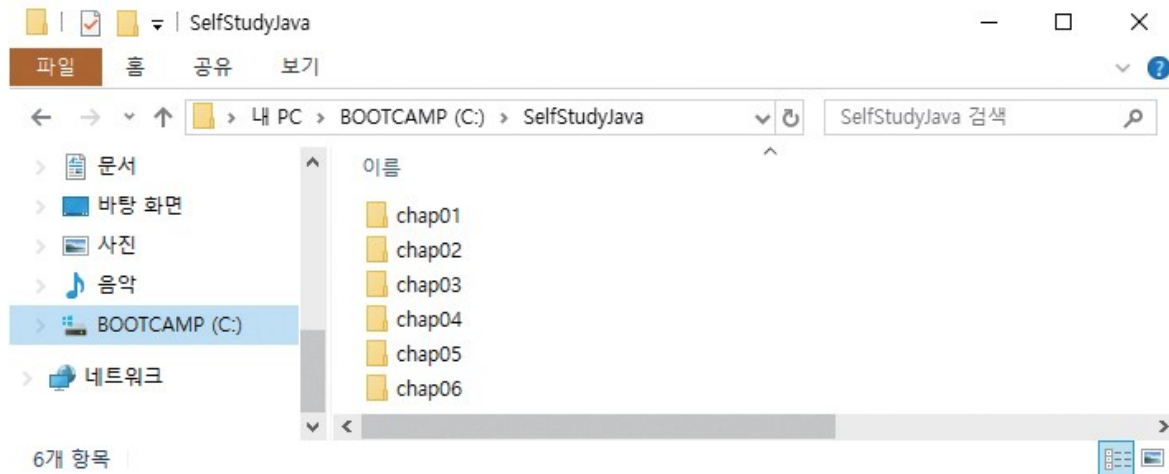 SelfStudyJava
파일 홈 공유 보기
내 PC > BOOTCAMP (C:) > SelfStudyJava
SelfStudyJava 검색
문서
바탕 화면
사진
음악
BOOTCAMP (C:)
네트워크
이름
chap01
chap02
chap03
chap04
chap05
chap06
6개 항목